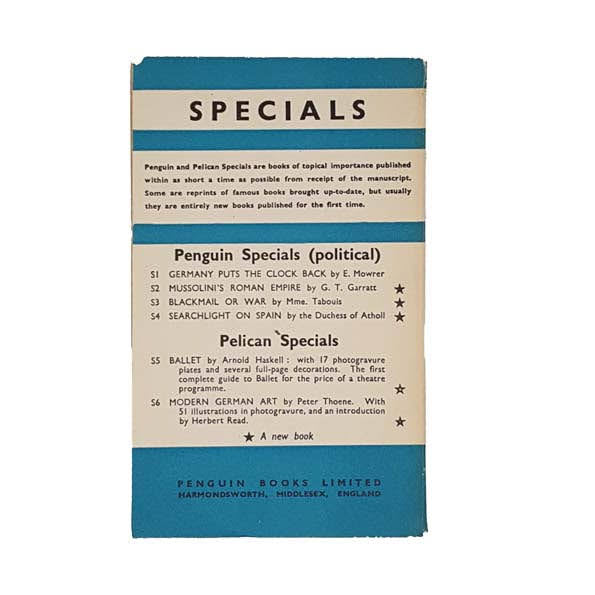 SPECIALS
Penguin and Pelican Specials are books of topical importance published
within as short a time as possible from receipt of the manuscript.
Some are reprints of famous books brought up-to-date, but usually
they are entirely new books published for the first time.
Penguin Specials (political)
S1 GERMANY PUTS THE CLOCK BACK by E. Mowrer
S2 MUSSOLINI'S ROMAN EMPIRE by G. T. Garratt ★
S3 BLACKMAIL OR WAR by Mme. Tabouis ★
S4 SEARCHLIGHT ON SPAIN by the Duchess of Atholl ★
Pelican Specials
S5 BALLET by Arnold Haskell: with 17 photogravure
plates and several full-page decorations. The first
complete guide to Ballet for the price of a theatre
programme. ★
S6 MODERN GERMAN ART by Peter Thoene. With
51 illustrations in photogravure, and an introduction
by Herbert Read. ★
★ A new book
PENGUIN BOOKS LIMITED
HARMONDSWORTH, MIDDLESEX, ENGLAND